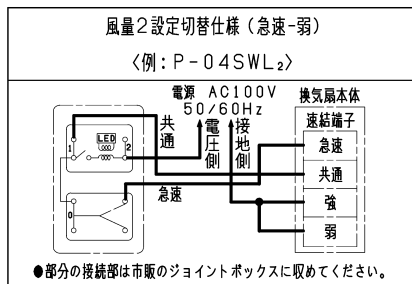 風量2設定切替仕様（急速-弱）
〈例：P-04SWL₂〉
電源 AC100V
50/60Hz
換気扇本体
速結端子
急速
共通
強
弱
共通
電圧側
接地側
急速
LED
1
2
0
●部分の接続部は市販のジョイントボックスに収めてください。